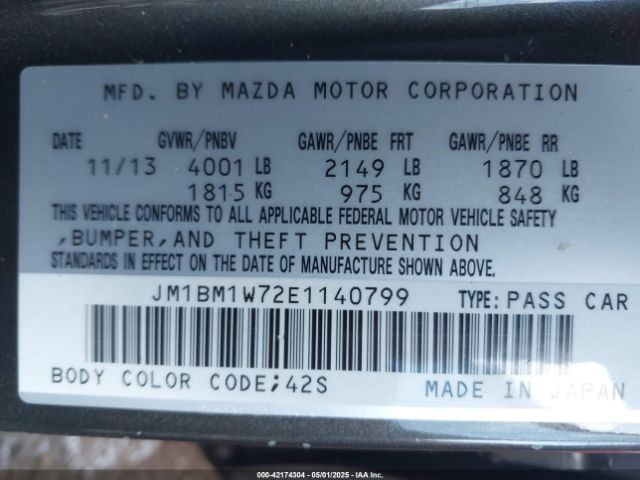 MFD. BY MAZDA MOTOR CORPORATION
DATE GVWR/PNBV GAWR/PNBE FRT GAWR/PNBE RR
11/13 4001 LB 2149 LB 1870 LB
1815 KG 975 KG 848 KG
THIS VEHICLE CONFORMS TO ALL APPLICABLE FEDERAL MOTOR VEHICLE SAFETY
,BUMPER,AND THEFT PREVENTION
STANDARDS IN EFFECT ON THE DATE OF MANUFACTURE SHOWN ABOVE.
JM1BM1W72E1140799 TYPE: PASS CAR
BODY COLOR CODE;42S MADE IN JAPAN
000-42174304 - 05/01/2025 - IAA Inc.